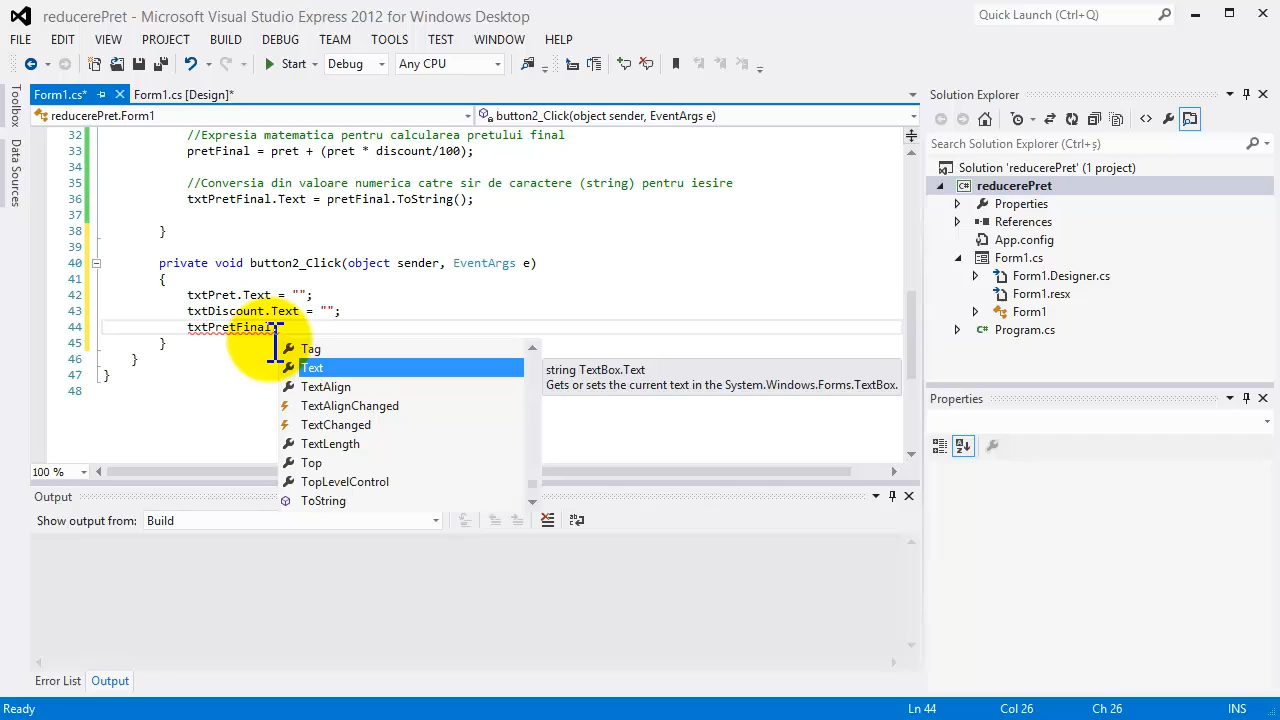 reducerePret - Microsoft Visual Studio Express 2012 for Windows Desktop
Quick Launch (Ctrl+Q)
FILE EDIT VIEW PROJECT BUILD DEBUG TEAM TOOLS TEST WINDOW HELP
Start Debug Any CPU
Form1.cs* Form1.cs [Design]*
reducerePret.Form1 button2_Click(object sender, EventArgs e)
Toolbox
Data Sources
32 //Expresia matematica pentru calcularea pretului final
33 pretFinal = pret + (pret * discount/100);
34
35 //Conversia din valoare numerica catre sir de caractere (string) pentru iesire
36 txtPretFinal.Text = pretFinal.ToString();
37
38 }
39
40 private void button2_Click(object sender, EventArgs e)
41 {
42 txtPret.Text = "";
43 txtDiscount.Text = "";
44 txtPretFinal.
45 }
46 }
47 }
48
Tag
Text
TextAlign
TextAlignChanged
TextChanged
TextLength
Top
TopLevelControl
ToString
string TextBox.Text
Gets or sets the current text in the System.Windows.Forms.TextBox.
100 %
Output
Show output from: Build
Error List Output
Solution Explorer
Search Solution Explorer (Ctrl+ș)
Solution 'reducerePret' (1 project)
C# reducerePret
Properties
References
App.config
Form1.cs
Form1.Designer.cs
Form1.resx
Form1
Program.cs
Properties
Ready Ln 44 Col 26 Ch 26 INS